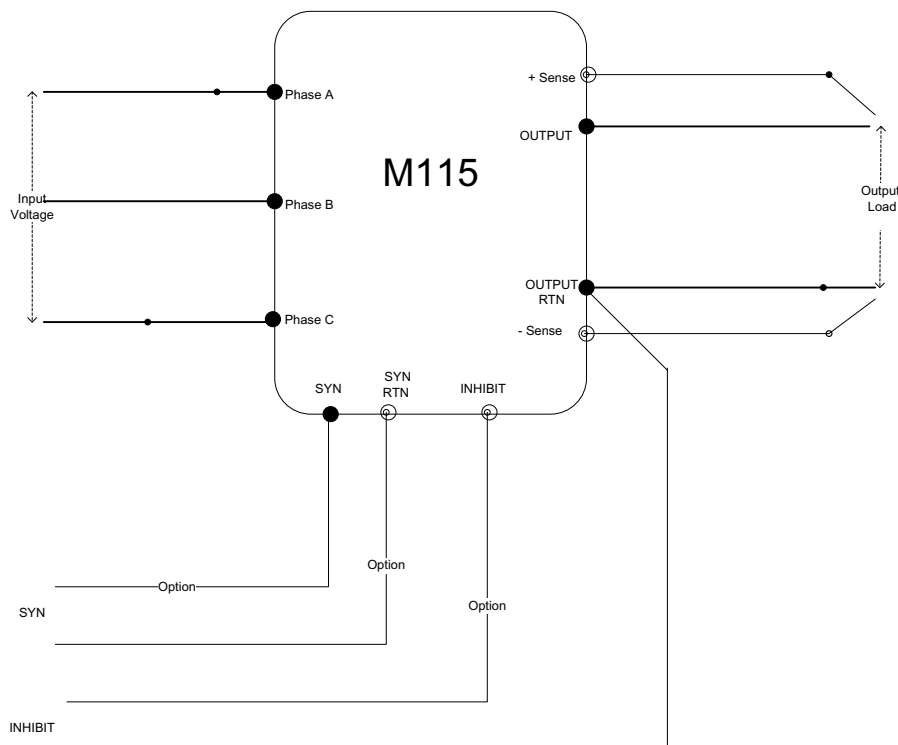 + Sense
Phase A
OUTPUT
M115
Input
Voltage
Phase B
Output
Load
OUTPUT
RTN
Phase C
- Sense
SYN
SYN
RTN
INHIBIT
Option
Option
Option
SYN
INHIBIT